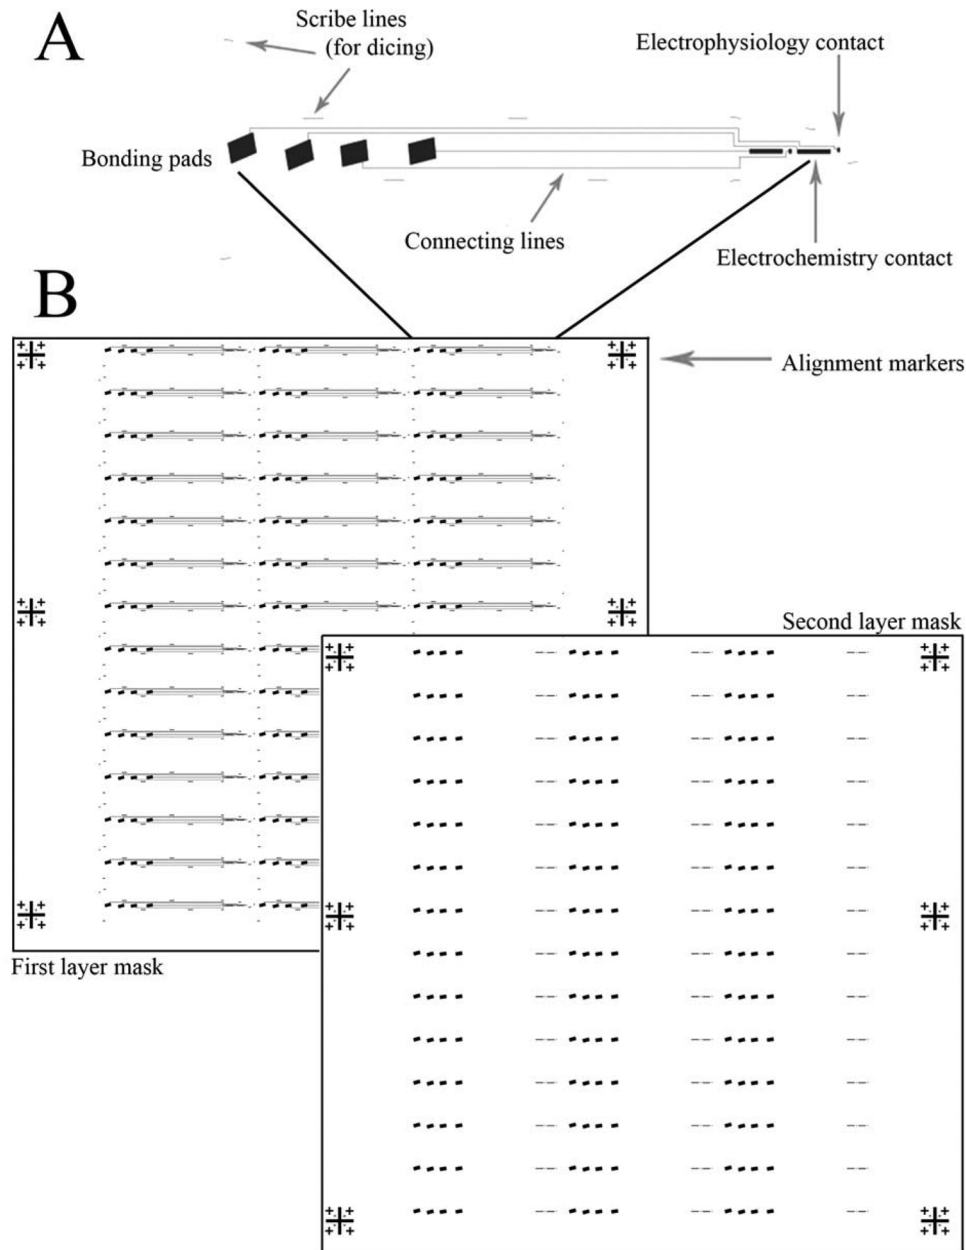 A
Scribe lines
(for dicing)
Electrophysiology contact
Bonding pads
Connecting lines
Electrochemistry contact
B
Alignment markers
Second layer mask
First layer mask